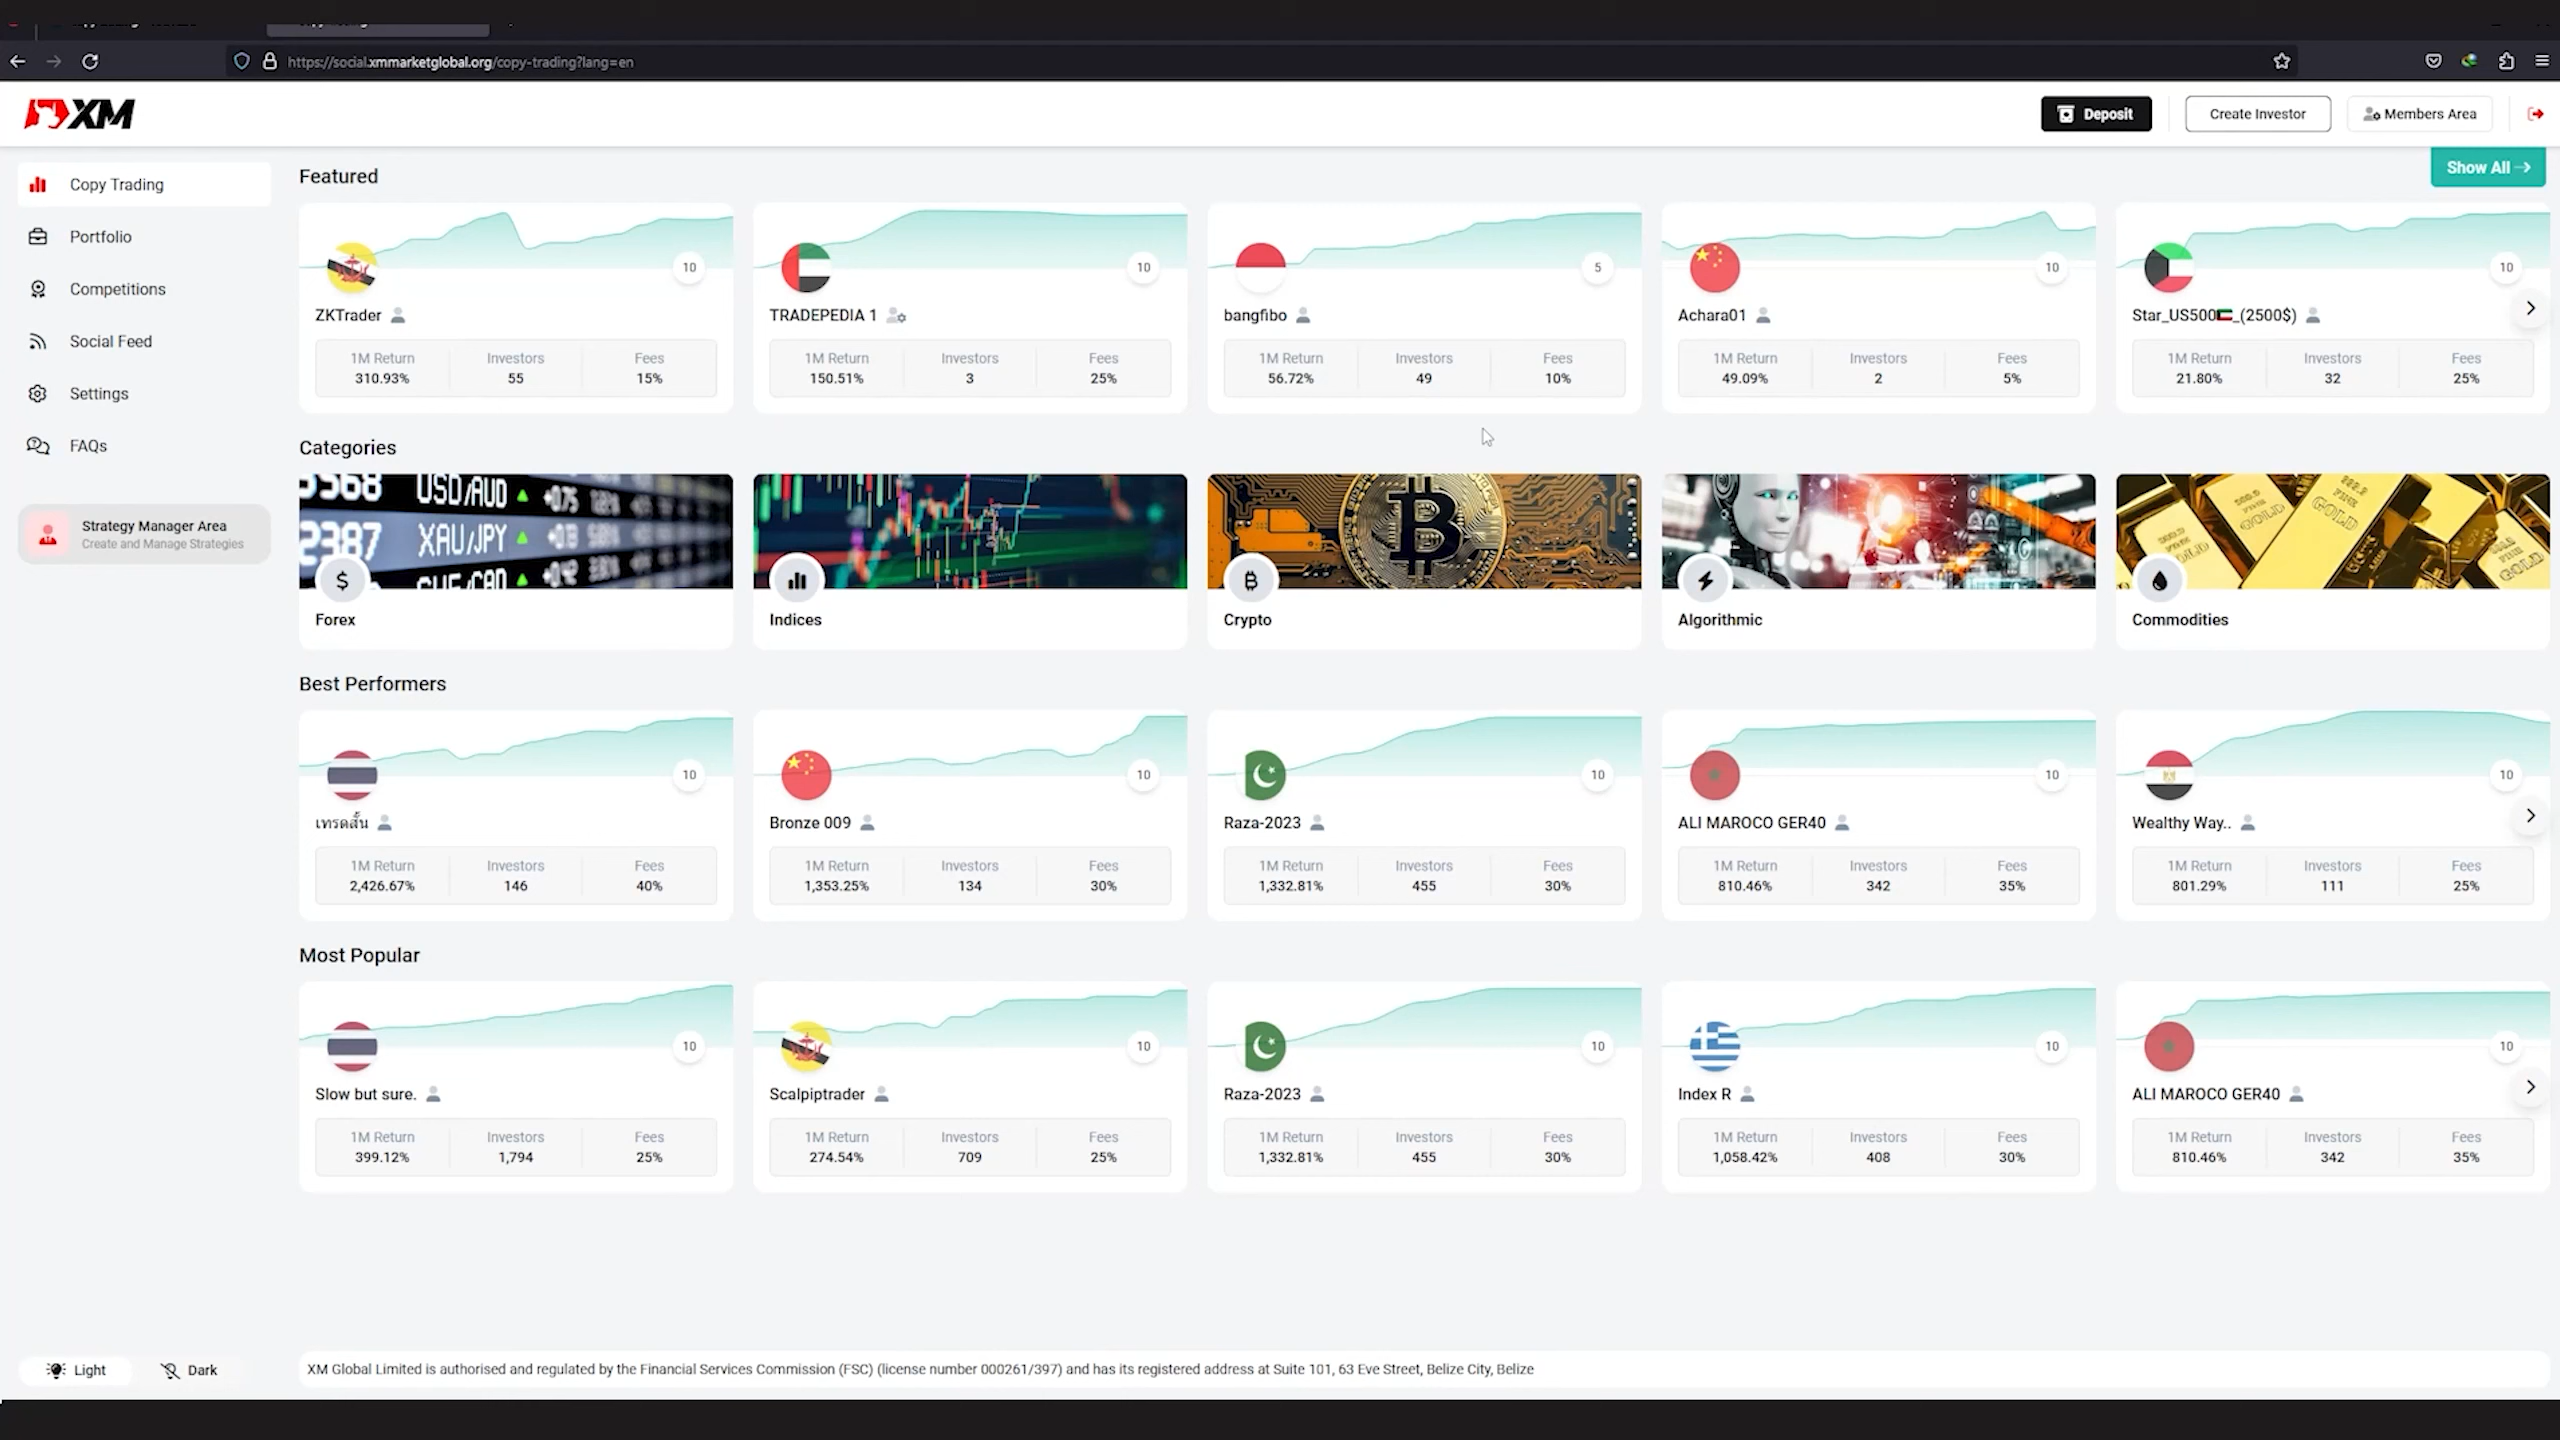 https://social.xmmarketglobal.org/copy-trading?lang=en
XM
Deposit
Create Investor
Members Area
Copy Trading
Portfolio
Competitions
Social Feed
Settings
FAQs
Strategy Manager Area
Create and Manage Strategies
Featured
Show All
10
ZKTrader
1M Return Investors Fees
310.93% 55 15%
10
TRADEPEDIA 1
1M Return Investors Fees
150.51% 3 25%
5
bangfibo
1M Return Investors Fees
56.72% 49 10%
10
Achara01
1M Return Investors Fees
49.09% 2 5%
10
Star_US500🇰🇼_(2500$)
1M Return Investors Fees
21.80% 32 25%
Categories
USD/AUD
2387 XAU/JPY
Forex
Indices
Crypto
Algorithmic
GOLD
GOLD
GOLD
Commodities
Best Performers
10
เทรดสั้น
1M Return Investors Fees
2,426.67% 146 40%
10
Bronze 009
1M Return Investors Fees
1,353.25% 134 30%
10
Raza-2023
1M Return Investors Fees
1,332.81% 455 30%
10
ALI MAROCO GER40
1M Return Investors Fees
810.46% 342 35%
10
Wealthy Way..
1M Return Investors Fees
801.29% 111 25%
Most Popular
10
Slow but sure.
1M Return Investors Fees
399.12% 1,794 25%
10
Scalpiptrader
1M Return Investors Fees
274.54% 709 25%
10
Raza-2023
1M Return Investors Fees
1,332.81% 455 30%
10
Index R
1M Return Investors Fees
1,058.42% 408 30%
10
ALI MAROCO GER40
1M Return Investors Fees
810.46% 342 35%
Light
Dark
XM Global Limited is authorised and regulated by the Financial Services Commission (FSC) (license number 000261/397) and has its registered address at Suite 101, 63 Eve Street, Belize City, Belize